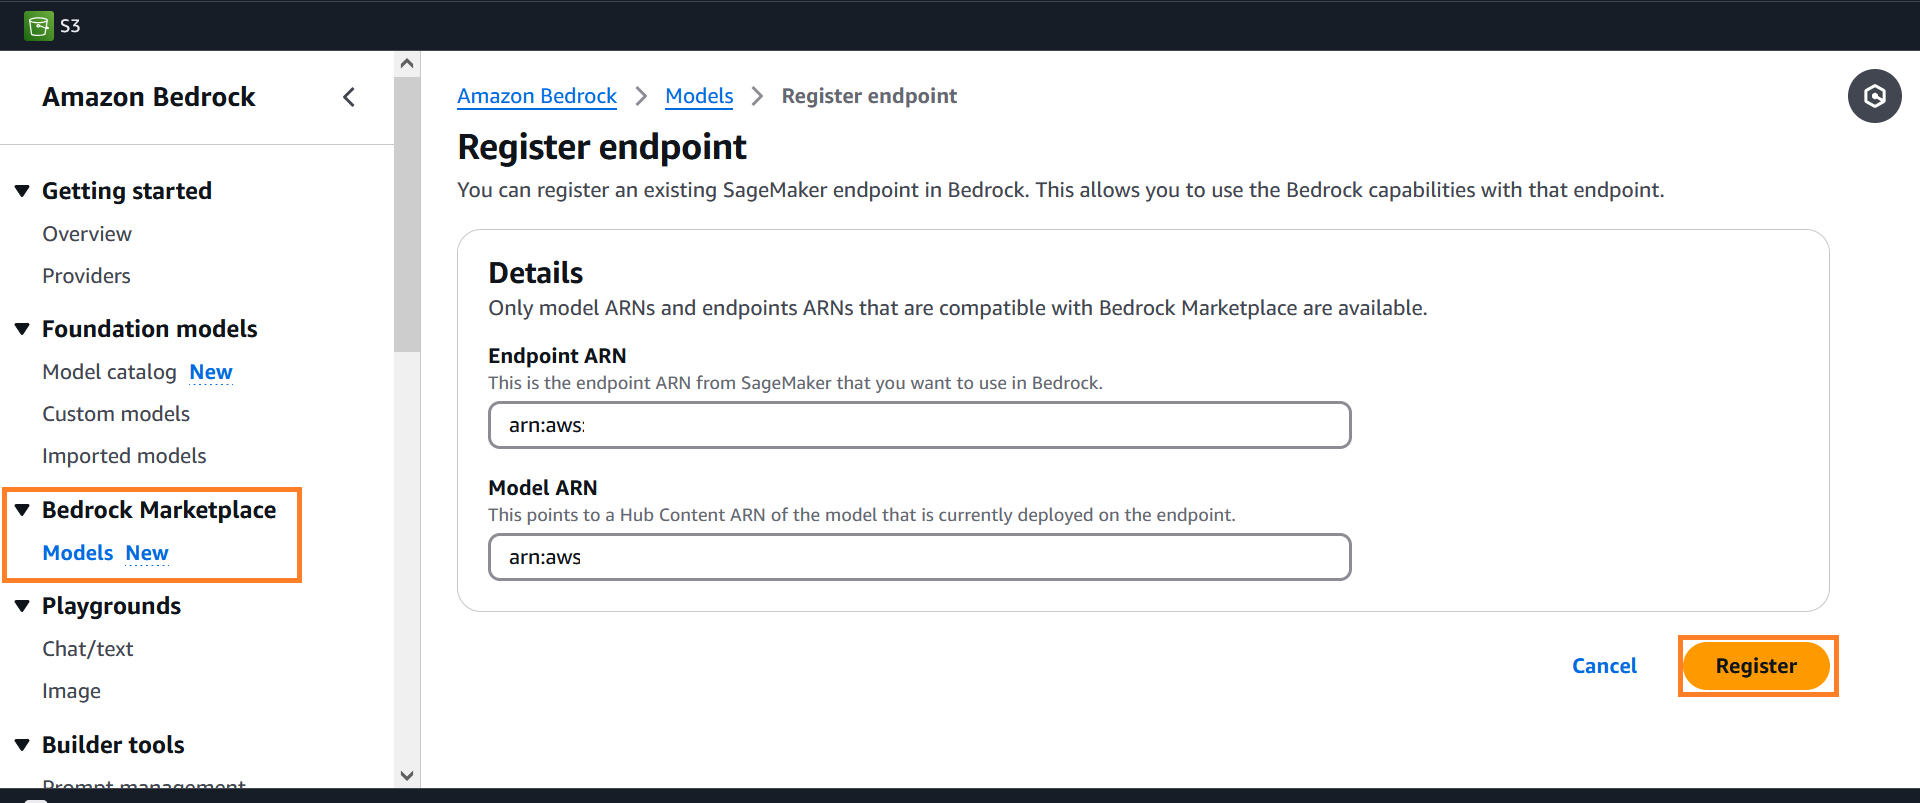 S3
Amazon Bedrock
Getting started
Overview
Providers
Foundation models
Model catalog New
Custom models
Imported models
Bedrock Marketplace
Models New
Playgrounds
Chat/text
Image
Builder tools
Prompt management
Amazon Bedrock > Models > Register endpoint
Register endpoint
You can register an existing SageMaker endpoint in Bedrock. This allows you to use the Bedrock capabilities with that endpoint.
Details
Only model ARNs and endpoints ARNs that are compatible with Bedrock Marketplace are available.
Endpoint ARN
This is the endpoint ARN from SageMaker that you want to use in Bedrock.
arn:aws:
Model ARN
This points to a Hub Content ARN of the model that is currently deployed on the endpoint.
arn:aws
Cancel
Register